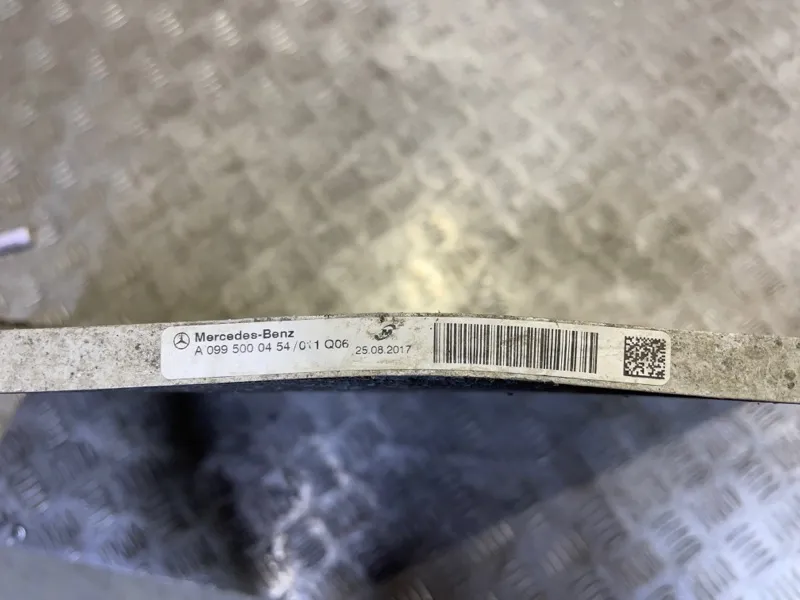 Mercedes-Benz
A 099 500 04 54 /011 Q06
25.08.2017